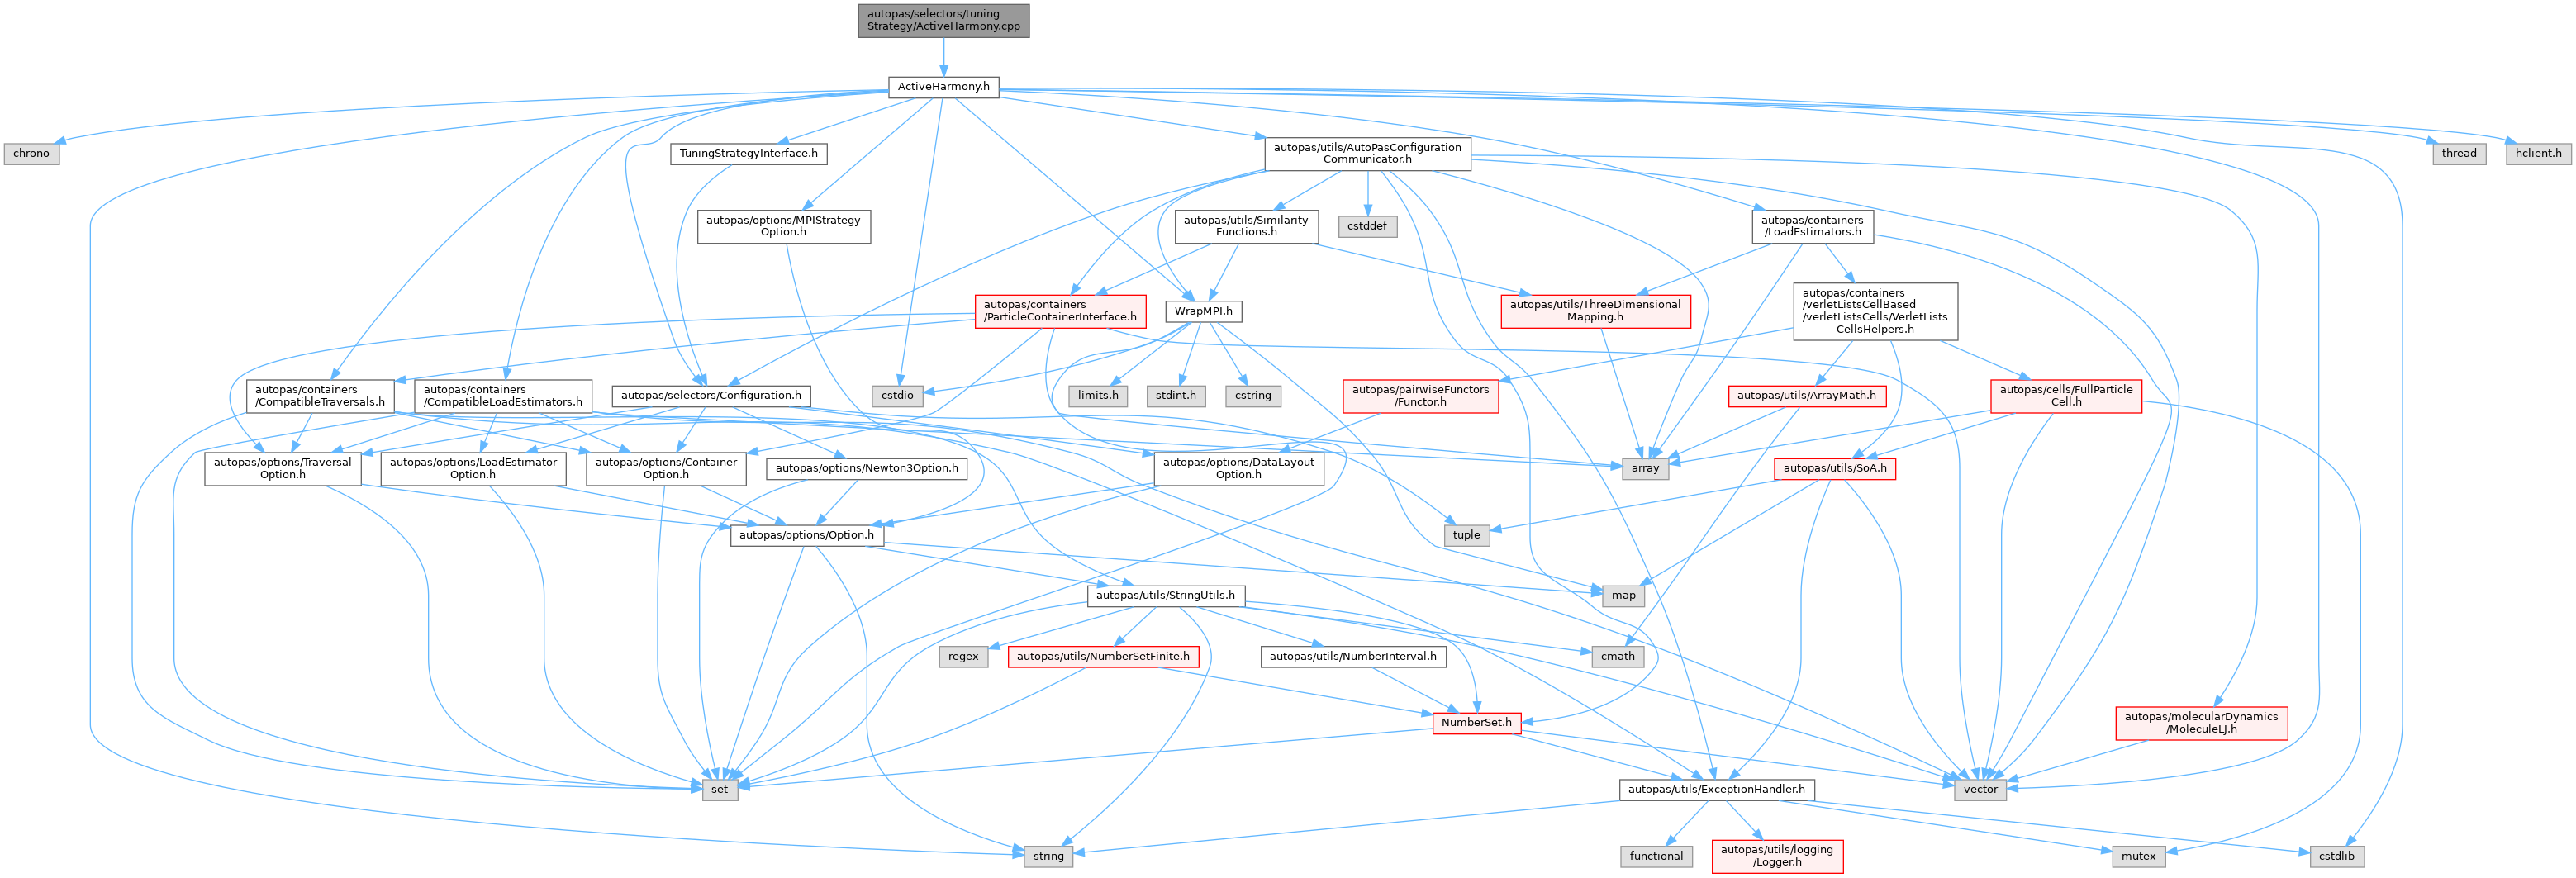 autopas/selectors/tuning
Strategy/ActiveHarmony.cpp
ActiveHarmony.h
chrono
TuningStrategyInterface.h
autopas/utils/AutoPasConfiguration
Communicator.h
thread
hclient.h
autopas/options/MPIStrategy
Option.h
autopas/utils/Similarity
Functions.h
cstddef
autopas/containers
/LoadEstimators.h
autopas/containers
/ParticleContainerInterface.h
WrapMPI.h
autopas/utils/ThreeDimensional
Mapping.h
autopas/containers
/verletListsCellBased
/verletListsCells/VerletLists
CellsHelpers.h
autopas/containers
/CompatibleTraversals.h
autopas/containers
/CompatibleLoadEstimators.h
autopas/selectors/Configuration.h
cstdio
limits.h
stdint.h
cstring
autopas/pairwiseFunctors
/Functor.h
autopas/utils/ArrayMath.h
autopas/cells/FullParticle
Cell.h
autopas/options/Traversal
Option.h
autopas/options/LoadEstimator
Option.h
autopas/options/Container
Option.h
autopas/options/Newton3Option.h
autopas/options/DataLayout
Option.h
array
autopas/utils/SoA.h
autopas/options/Option.h
tuple
autopas/utils/StringUtils.h
map
regex
autopas/utils/NumberSetFinite.h
autopas/utils/NumberInterval.h
cmath
NumberSet.h
autopas/molecularDynamics
/MoleculeLJ.h
set
autopas/utils/ExceptionHandler.h
vector
string
functional
autopas/utils/logging
/Logger.h
mutex
cstdlib